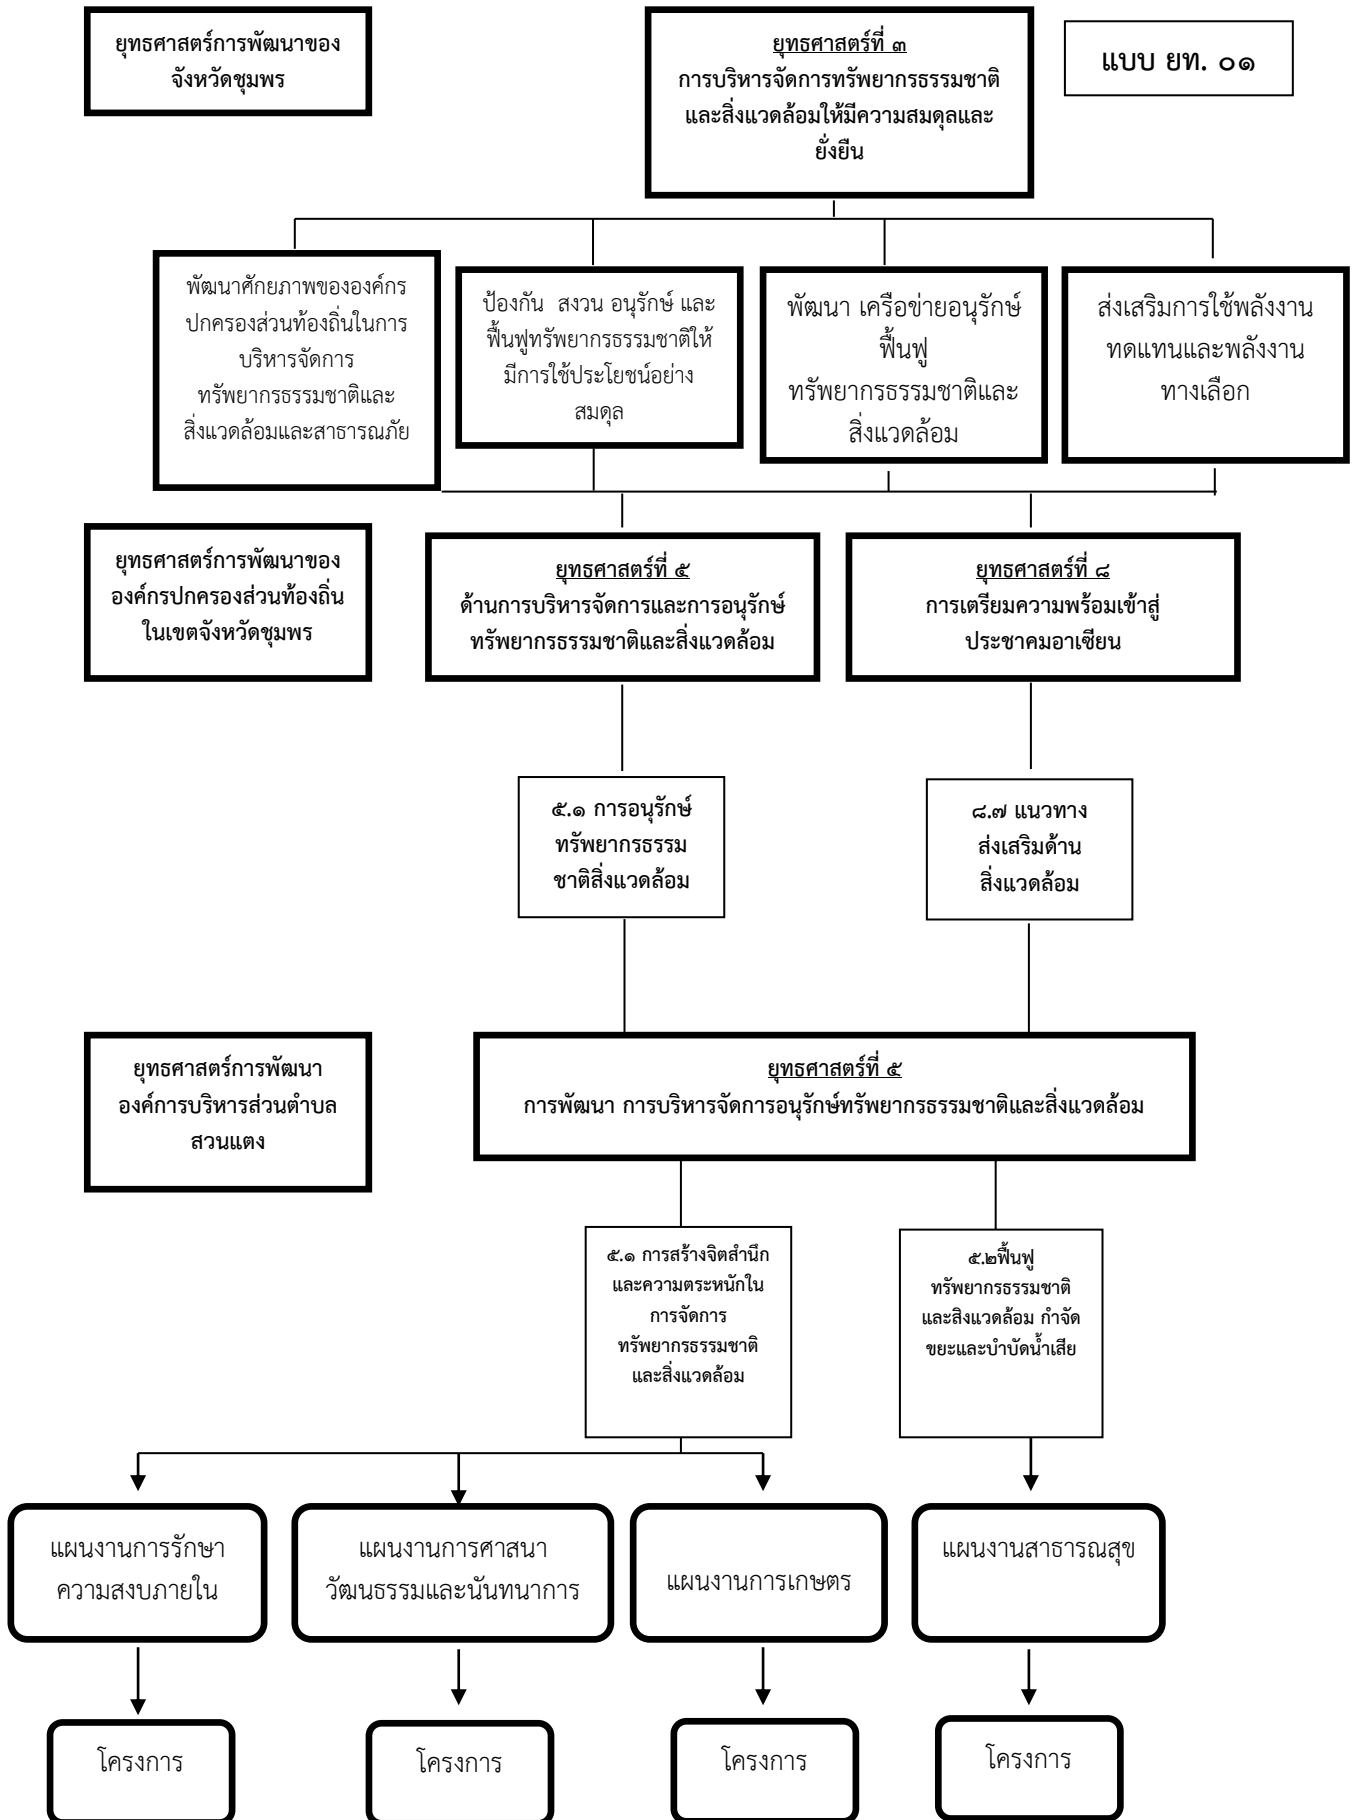 ยุทธศาสตร์การพัฒนาของ
จังหวัดชุมพร
ยุทธศาสตร์ที่ ๓
การบริหารจัดการทรัพยากรธรรมชาติ
และสิ่งแวดล้อมให้มีความสมดุลและ
ยั่งยืน
แบบ ยท. ๐๑
พัฒนาศักยภาพขององค์กร
ปกครองส่วนท้องถิ่นในการ
บริหารจัดการ
ทรัพยากรธรรมชาติและ
สิ่งแวดล้อมและสาธารณภัย
ป้องกัน  สงวน อนุรักษ์ และ
ฟื้นฟูทรัพยากรธรรมชาติให้
มีการใช้ประโยชน์อย่าง
สมดุล
พัฒนา เครือข่ายอนุรักษ์
ฟื้นฟู
ทรัพยากรธรรมชาติและ
สิ่งแวดล้อม
ส่งเสริมการใช้พลังงาน
ทดแทนและพลังงาน
ทางเลือก
ยุทธศาสตร์การพัฒนาของ
องค์กรปกครองส่วนท้องถิ่น
ในเขตจังหวัดชุมพร
ยุทธศาสตร์ที่ ๕
ด้านการบริหารจัดการและการอนุรักษ์
ทรัพยากรธรรมชาติและสิ่งแวดล้อม
ยุทธศาสตร์ที่ ๘
การเตรียมความพร้อมเข้าสู่
ประชาคมอาเซียน
๕.๑ การอนุรักษ์
ทรัพยากรธรรม
ชาติสิ่งแวดล้อม
๘.๗ แนวทาง
ส่งเสริมด้าน
สิ่งแวดล้อม
ยุทธศาสตร์การพัฒนา
องค์การบริหารส่วนตำบล
สวนแตง
ยุทธศาสตร์ที่ ๕
การพัฒนา การบริหารจัดการอนุรักษ์ทรัพยากรธรรมชาติและสิ่งแวดล้อม
๕.๑ การสร้างจิตสำนึก
และความตระหนักใน
การจัดการ
ทรัพยากรธรรมชาติ
และสิ่งแวดล้อม
๕.๒ฟื้นฟู
ทรัพยากรธรรมชาติ
และสิงแวดล้อม กำจัด
ขยะและบำบัดน้ำเสีย
แผนงานการรักษา
ความสงบภายใน
แผนงานการศาสนา
วัฒนธรรมและนันทนาการ
แผนงานการเกษตร
แผนงานสาธารณสุข
โครงการ
โครงการ
โครงการ
โครงการ